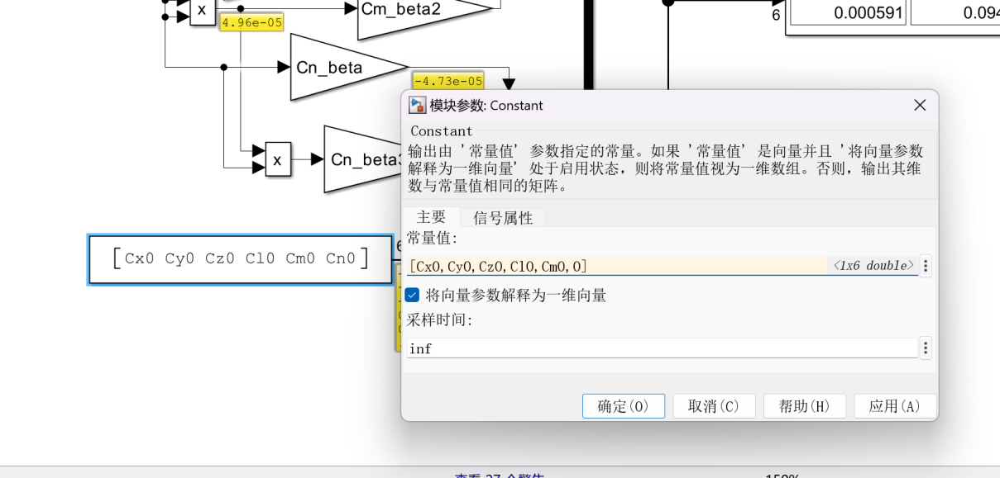 x
Cm_beta2
4.96e-05
6
0.000591
Cn_beta
-4.73e-05
x
模块参数: Constant
Constant
输出由 '常量值' 参数指定的常量。如果 '常量值' 是向量并且 '将向量参数
解释为一维向量' 处于启用状态，则将常量值视为一维数组。否则，输出其维
数与常量值相同的矩阵。
主要
信号属性
常量值:
[Cx0 Cy0 Cz0 Cl0 Cm0 Cn0]
[Cx0,Cy0,Cz0,Cl0,Cm0,0]
<1x6 double>
将向量参数解释为一维向量
采样时间:
inf
确定(O)
取消(C)
帮助(H)
应用(A)